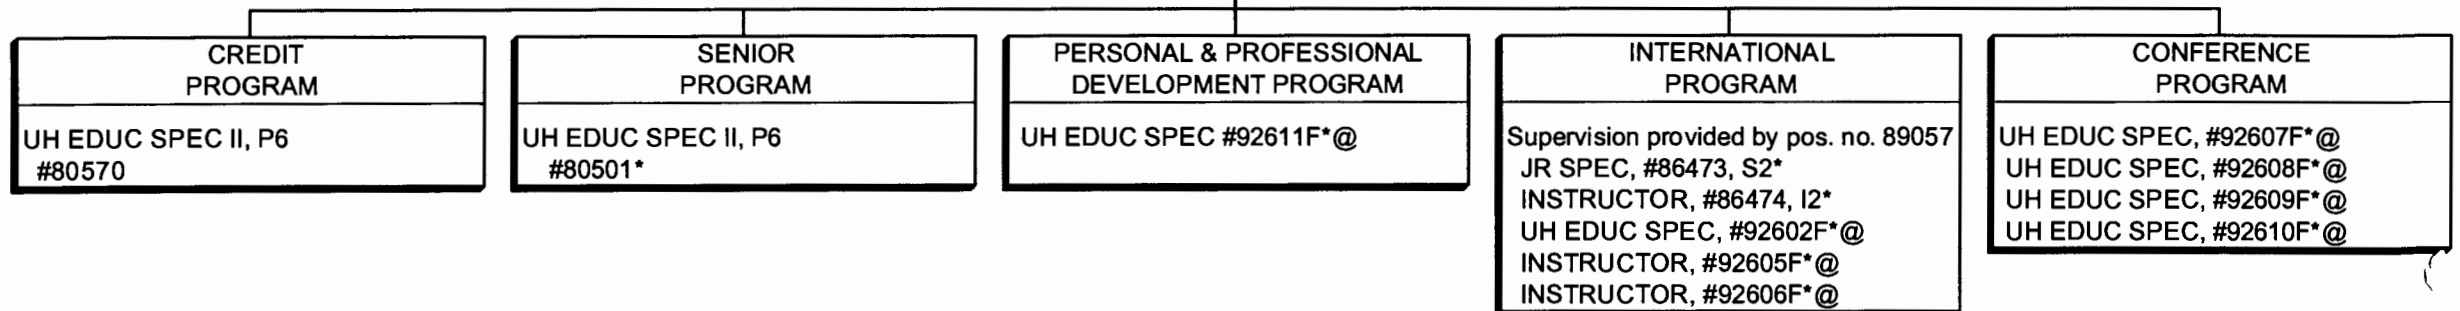 CREDIT
PROGRAM
UH EDUC SPEC II, P6
#80570
SENIOR
PROGRAM
UH EDUC SPEC II, P6
#80501*
PERSONAL & PROFESSIONAL
DEVELOPMENT PROGRAM
UH EDUC SPEC #92611F*@
INTERNATIONAL
PROGRAM
Supervision provided by pos. no. 89057
JR SPEC, #86473, S2*
INSTRUCTOR, #86474, I2*
UH EDUC SPEC, #92602F*@
INSTRUCTOR, #92605F*@
INSTRUCTOR, #92606F*@
CONFERENCE
PROGRAM
UH EDUC SPEC, #92607F*@
UH EDUC SPEC, #92608F*@
UH EDUC SPEC, #92609F*@
UH EDUC SPEC, #92610F*@